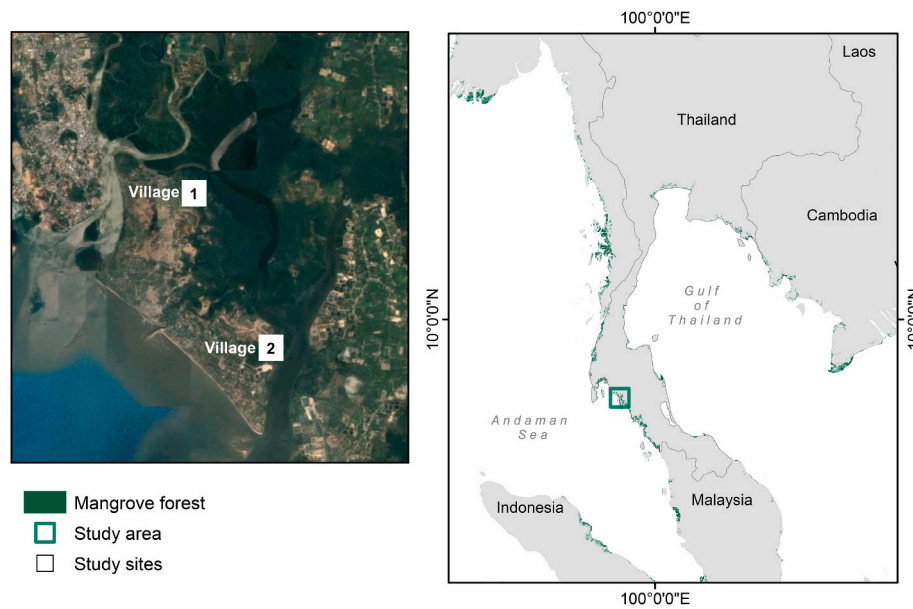 Village 1
Village 2
Mangrove forest
Study area
Study sites
100°0'0"E
Laos
Thailand
Cambodia
Gulf
of
Thailand
10°0'0"N
10°0'0"N
Andaman
Sea
Indonesia
Malaysia
100°0'0"E